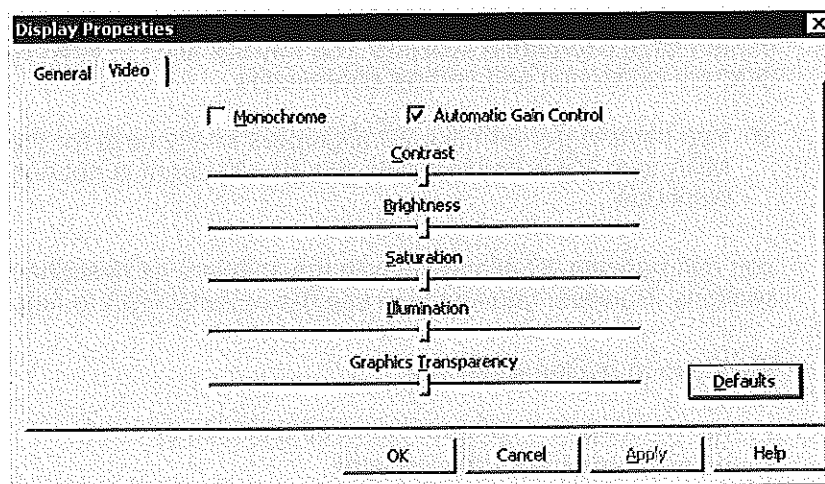 Display Properties
General Video
Monochrome Automatic Gain Control
Contrast
Brightness
Saturation
Illumination
Graphics Transparency
Defaults
OK Cancel Apply Help